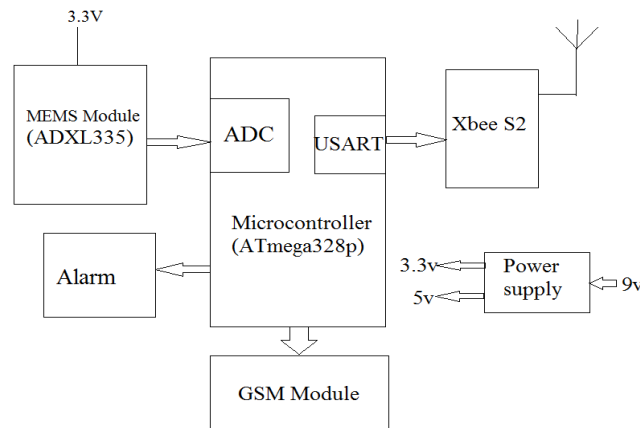 3.3V
MEMS Module
(ADXL335)
ADC
USART
Xbee S2
Microcontroller
(ATmega328p)
Alarm
3.3v
5v
Power
supply
9v
GSM Module